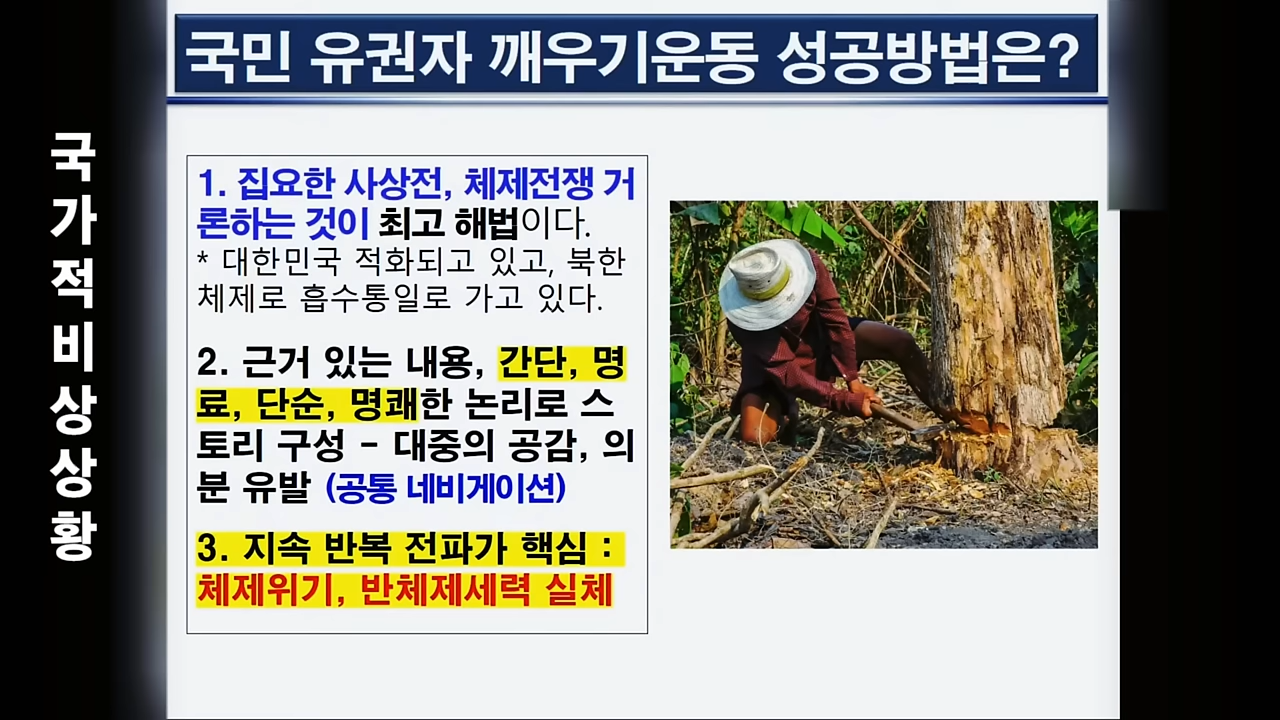 국민 유권자 깨우기운동 성공방법은?
국가적비상상황
1. 집요한 사상전, 체제전쟁 거
론하는 것이 최고 해법이다.
* 대한민국 적화되고 있고, 북한
체제로 흡수통일로 가고 있다.
2. 근거 있는 내용, 간단, 명
료, 단순, 명쾌한 논리로 스
토리 구성 - 대중의 공감, 의
분 유발 (공통 네비게이션)
3. 지속 반복 전파가 핵심 :
체제위기, 반체제세력 실체